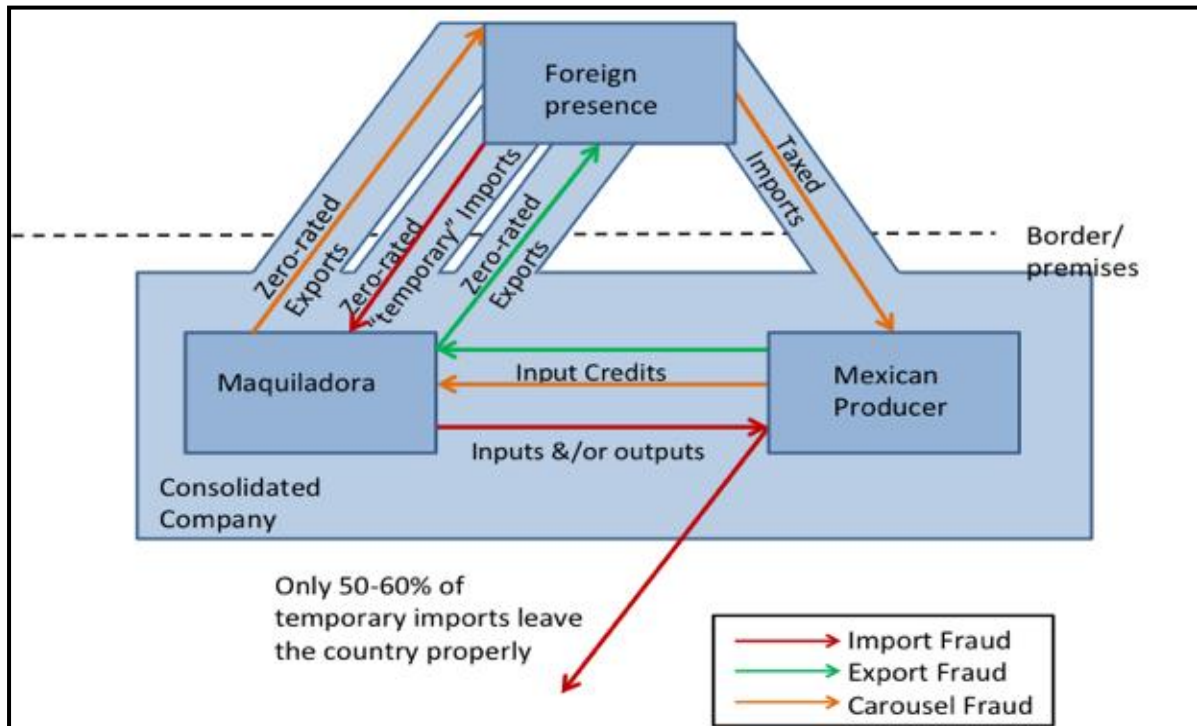 Foreign
presence
Zero-rated
Exports
Zero-rated
“temporary” Imports
Zero-rated
Exports
Taxed
Imports
Border/
premises
Maquiladora
Input Credits
Mexican
Producer
Inputs &/or outputs
Consolidated
Company
Only 50-60% of
temporary imports leave
the country properly
Import Fraud
Export Fraud
Carousel Fraud